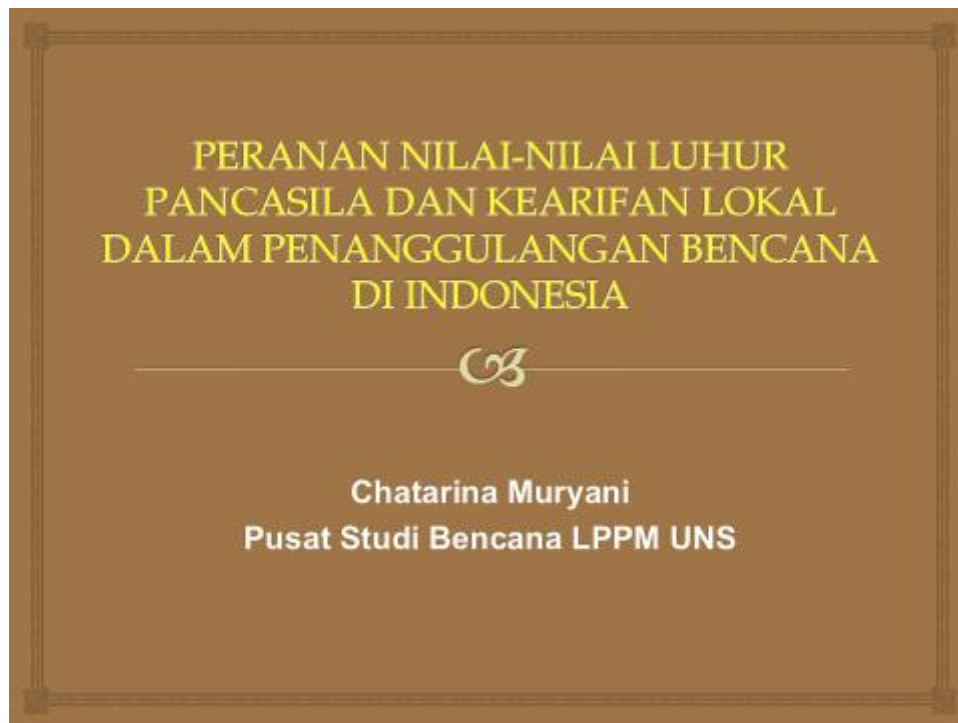 PERANAN NILAI-NILAI LUHUR
PANCASILA DAN KEARIFAN LOKAL
DALAM PENANGGULANGAN BENCANA
DI INDONESIA
Chatarina Muryani
Pusat Studi Bencana LPPM UNS